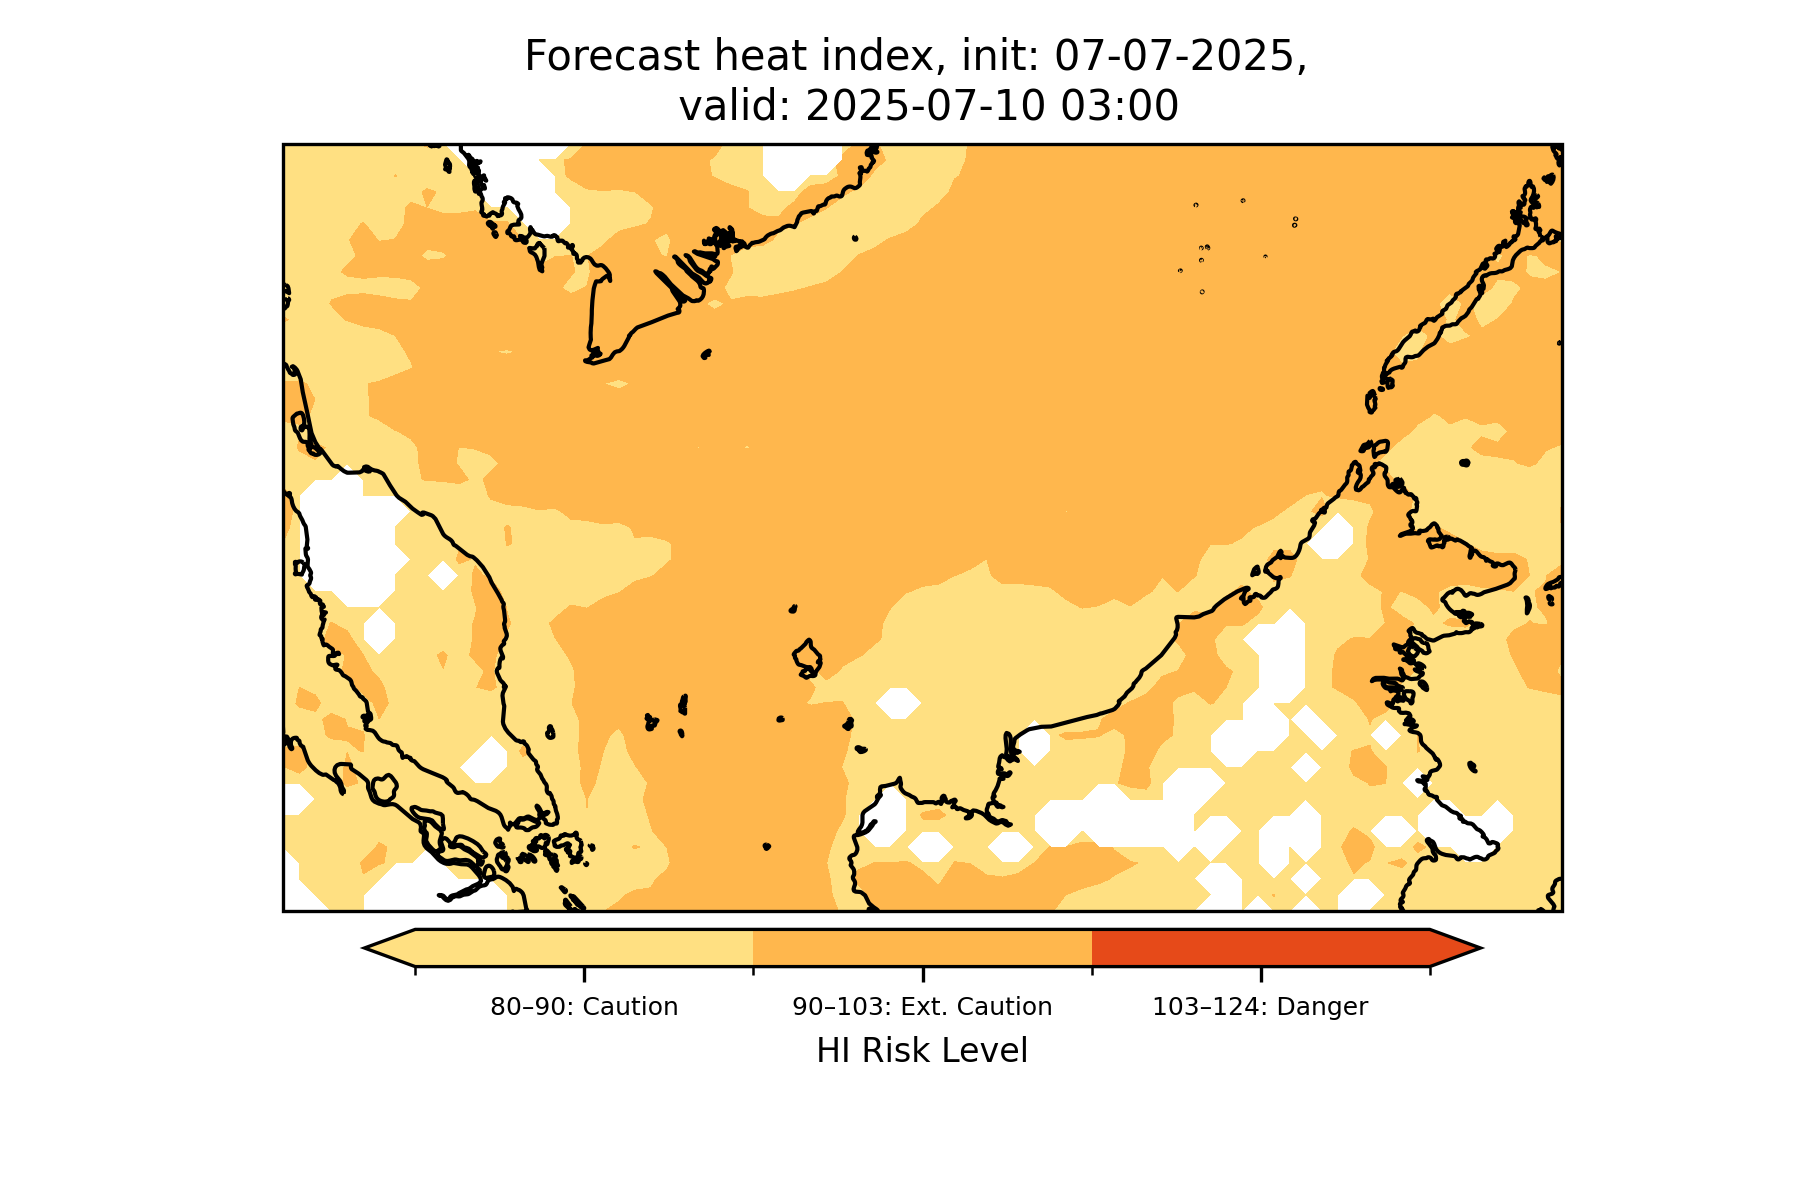 Forecast heat index, init: 07-07-2025,
valid: 2025-07-10 03:00
80–90: Caution
90–103: Ext. Caution
103–124: Danger
HI Risk Level